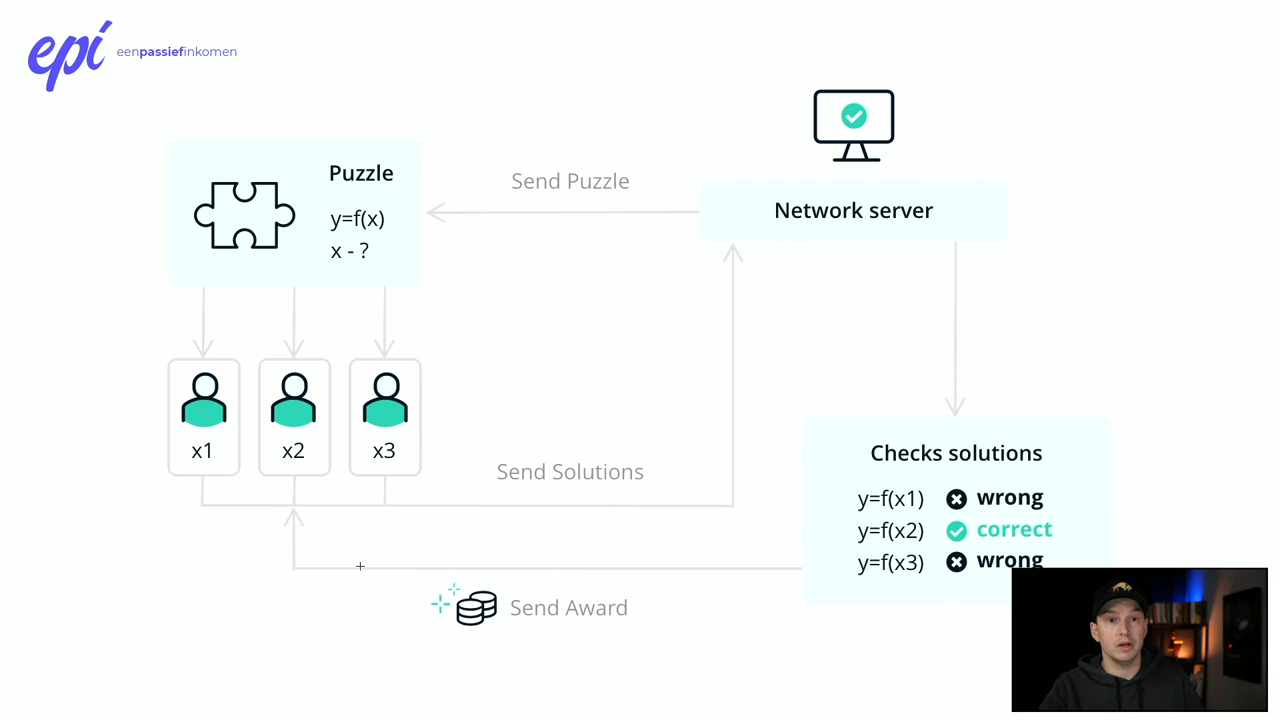 epi eenpassiefinkomen
Puzzle
y=f(x)
x - ?
Send Puzzle
Network server
x1
x2
x3
Send Solutions
Checks solutions
y=f(x1) wrong
y=f(x2) correct
y=f(x3) wrong
Send Award